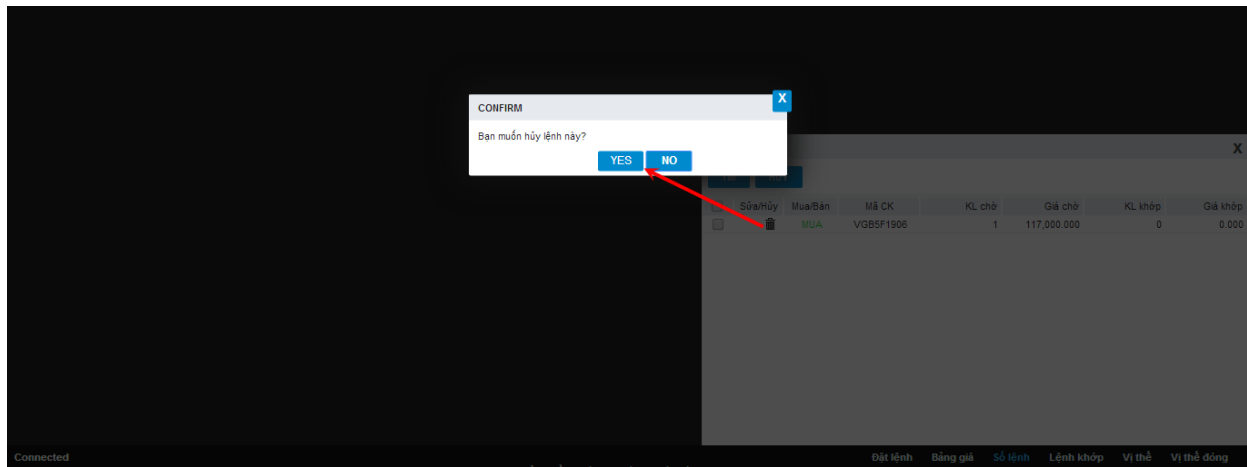 CONFIRM X
Bạn muốn hủy lệnh này?
YES NO
X
Sửa/Hủy Mua/Bán Mã CK KL chờ Giá chờ KL khớp Giá khớp
MUA VGB5F1906 1 117,000.000 0 0.000
Connected Đặt lệnh Bảng giá Sổ lệnh Lệnh khớp Vị thế Vị thế đóng